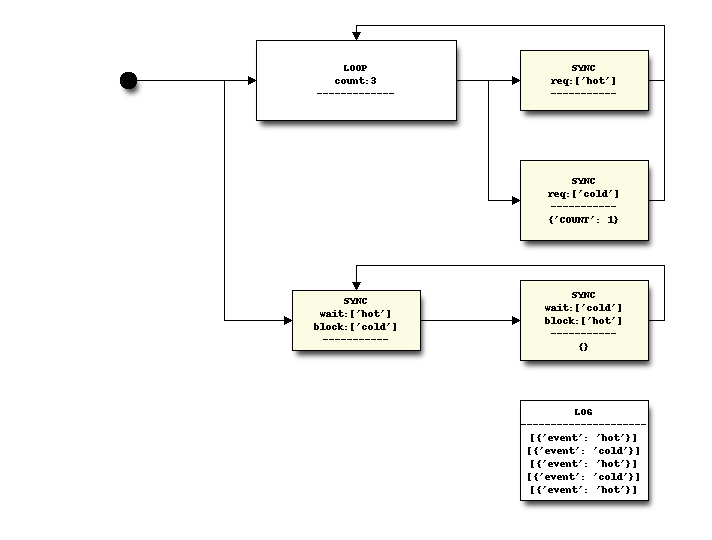 LOOP
count:3
-------------
SYNC
req:['hot']
-----------
SYNC
req:['cold']
-----------
{'COUNT': 1}
SYNC
wait:['hot']
block:['cold']
-----------
SYNC
wait:['cold']
block:['hot']
-----------
{}
LOG
---------------------
[{'event': 'hot'}]
[{'event': 'cold'}]
[{'event': 'hot'}]
[{'event': 'cold'}]
[{'event': 'hot'}]